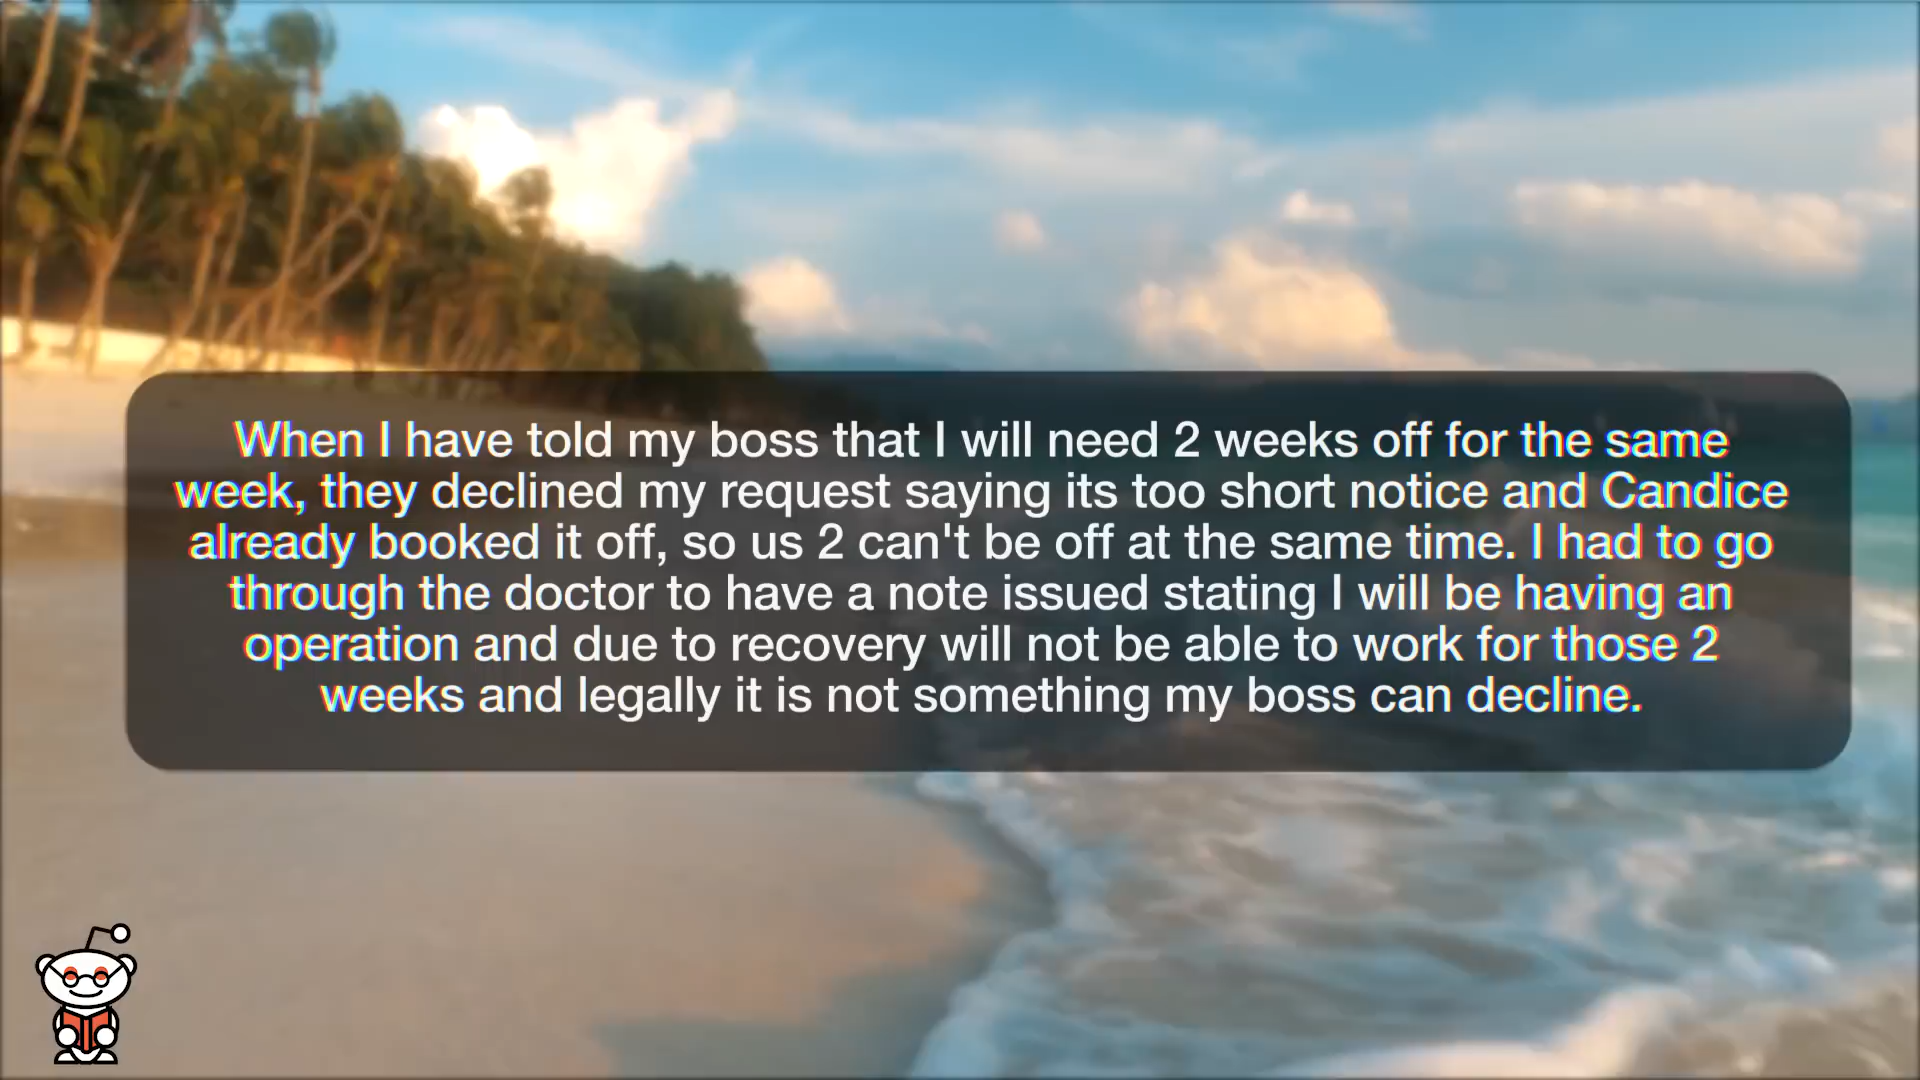 When I have told my boss that I will need 2 weeks off for the same
week, they declined my request saying its too short notice and Candice
already booked it off, so us 2 can't be off at the same time. I had to go
through the doctor to have a note issued stating I will be having an
operation and due to recovery will not be able to work for those 2
weeks and legally it is not something my boss can decline.